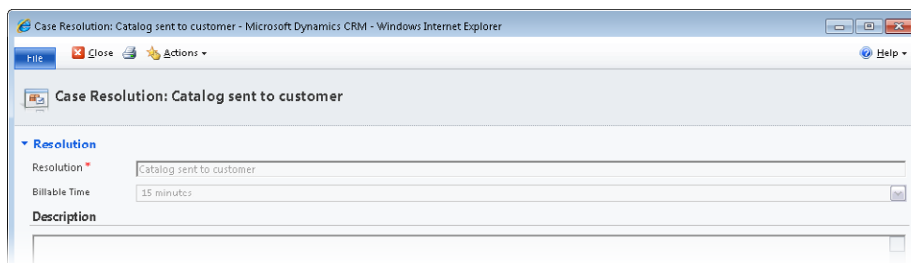 Case Resolution: Catalog sent to customer - Microsoft Dynamics CRM - Windows Internet Explorer
File Close Actions Help
Case Resolution: Catalog sent to customer
Resolution
Resolution * Catalog sent to customer
Billable Time 15 minutes
Description